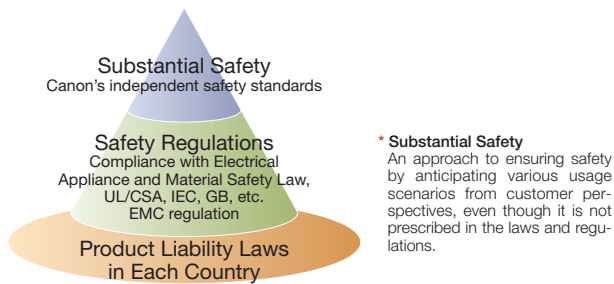 Substantial Safety
Canon's independent safety standards
Safety Regulations
Compliance with Electrical
Appliance and Material Safety Law,
UL/CSA, IEC, GB, etc.
EMC regulation
Product Liability Laws
in Each Country
* Substantial Safety
An approach to ensuring safety
by anticipating various usage
scenarios from customer per-
spectives, even though it is not
prescribed in the laws and regu-
lations.